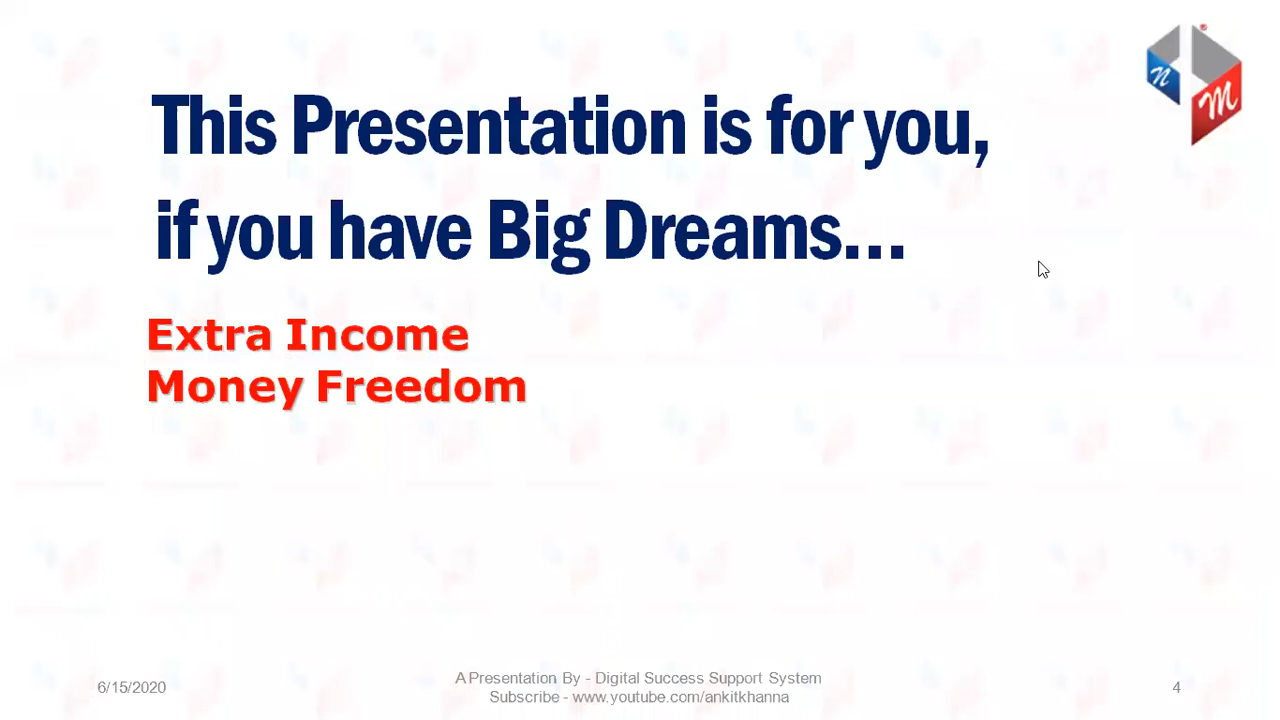 This Presentation is for you,
if you have Big Dreams...
Extra Income
Money Freedom
n
M
6/15/2020
A Presentation By - Digital Success Support System
Subscribe - www.youtube.com/ankitkhanna
4